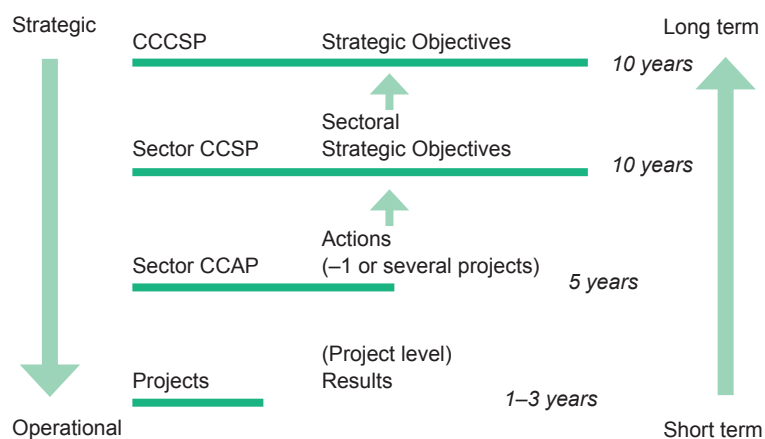 Strategic
Long term
CCCSP Strategic Objectives
10 years
Sectoral
Sector CCSP Strategic Objectives
10 years
Actions
Sector CCAP (–1 or several projects)
5 years
(Project level)
Projects Results
1–3 years
Operational
Short term